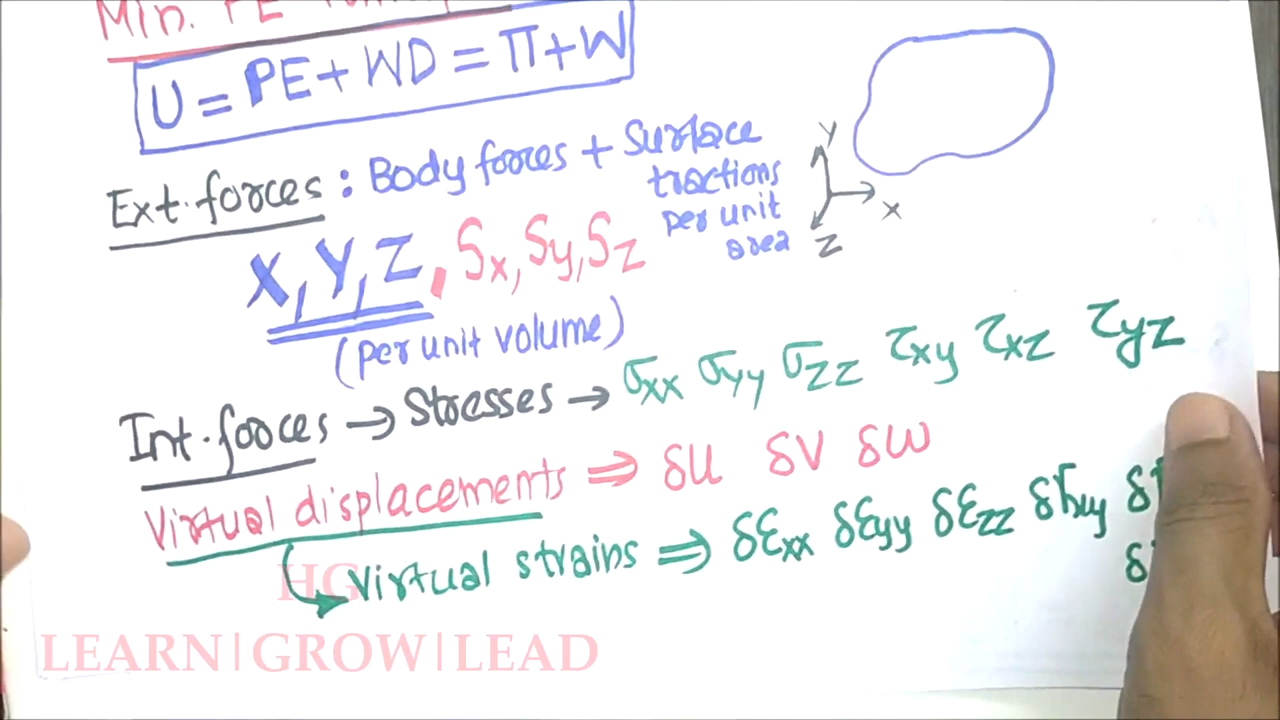 Min. PE
U = PE + WD = Π + W
Ext. forces : Body forces + Surface
tractions
per unit
area
Y
X
Z
X, Y, Z, Sx, Sy, Sz
(per unit volume)
Int. forces → Stresses → σxx σyy σzz τxy τxz τyz
Virtual displacements ⇒ δu δv δw
Virtual strains ⇒ δεxx δεyy δεzz δγxy δ
δ
HG
LEARN|GROW|LEAD